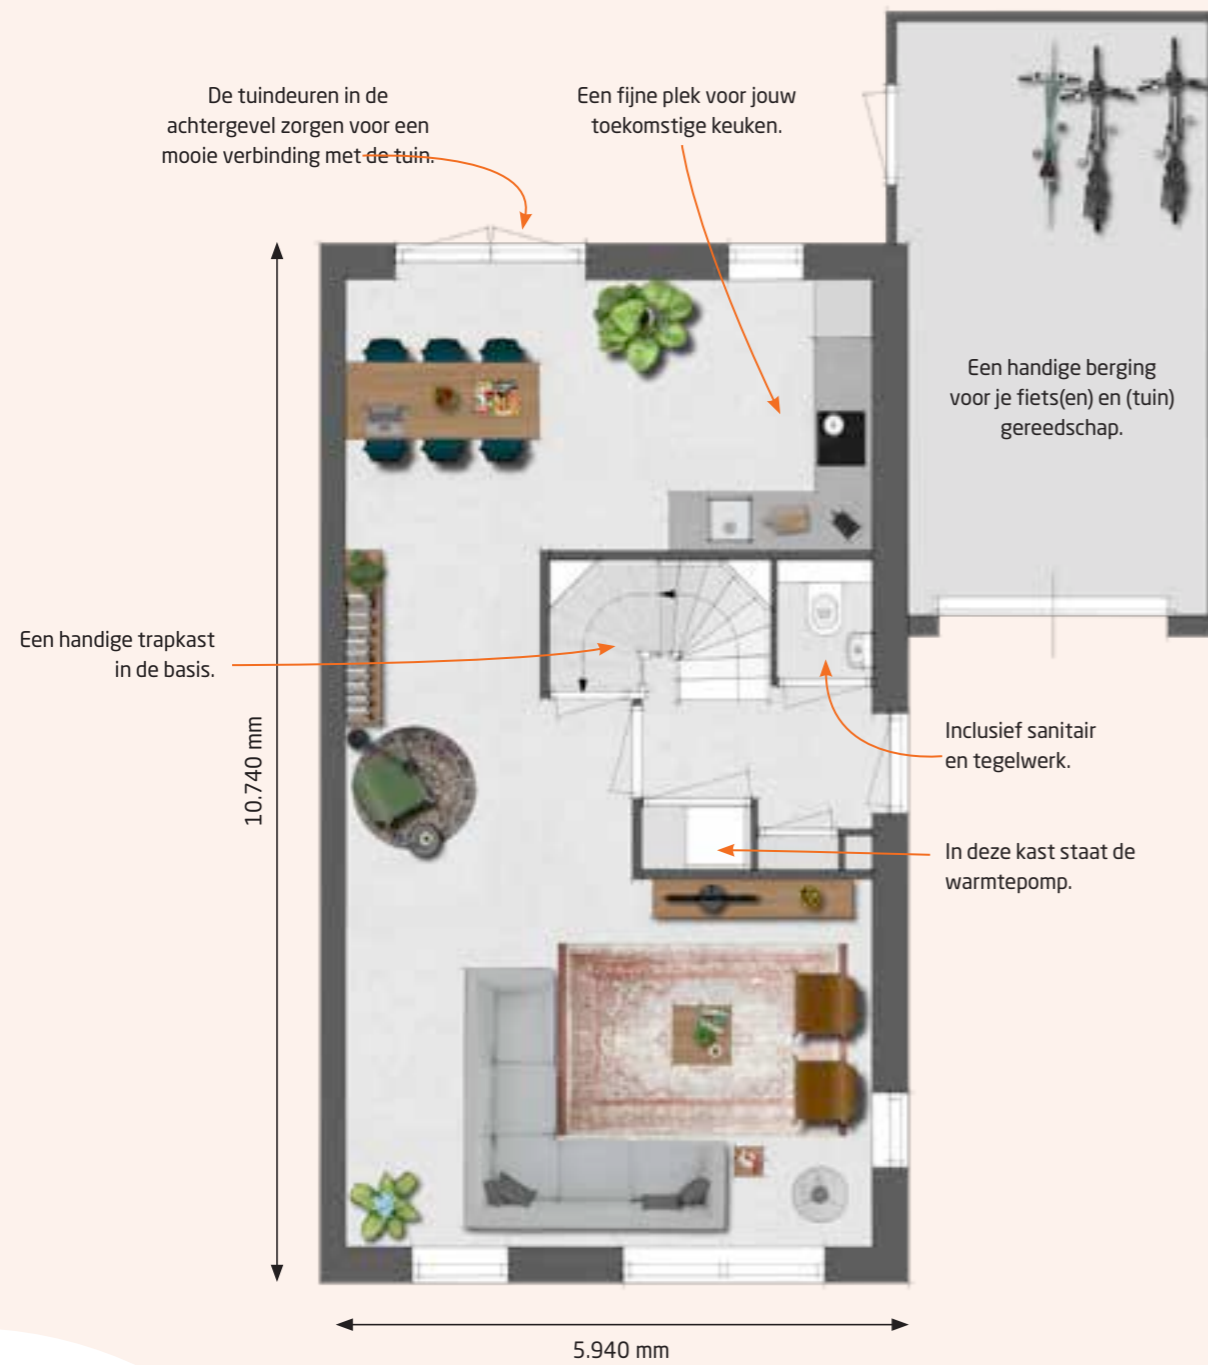 De tuindeuren in de
achtergevel zorgen voor een
mooie verbinding met de tuin.
Een fijne plek voor jouw
toekomstige keuken.
Een handige berging
voor je fiets(en) en (tuin)
gereedschap.
Een handige trapkast
in de basis.
10.740 mm
Inclusief sanitair
en tegelwerk.
In deze kast staat de
warmtepomp.
5.940 mm